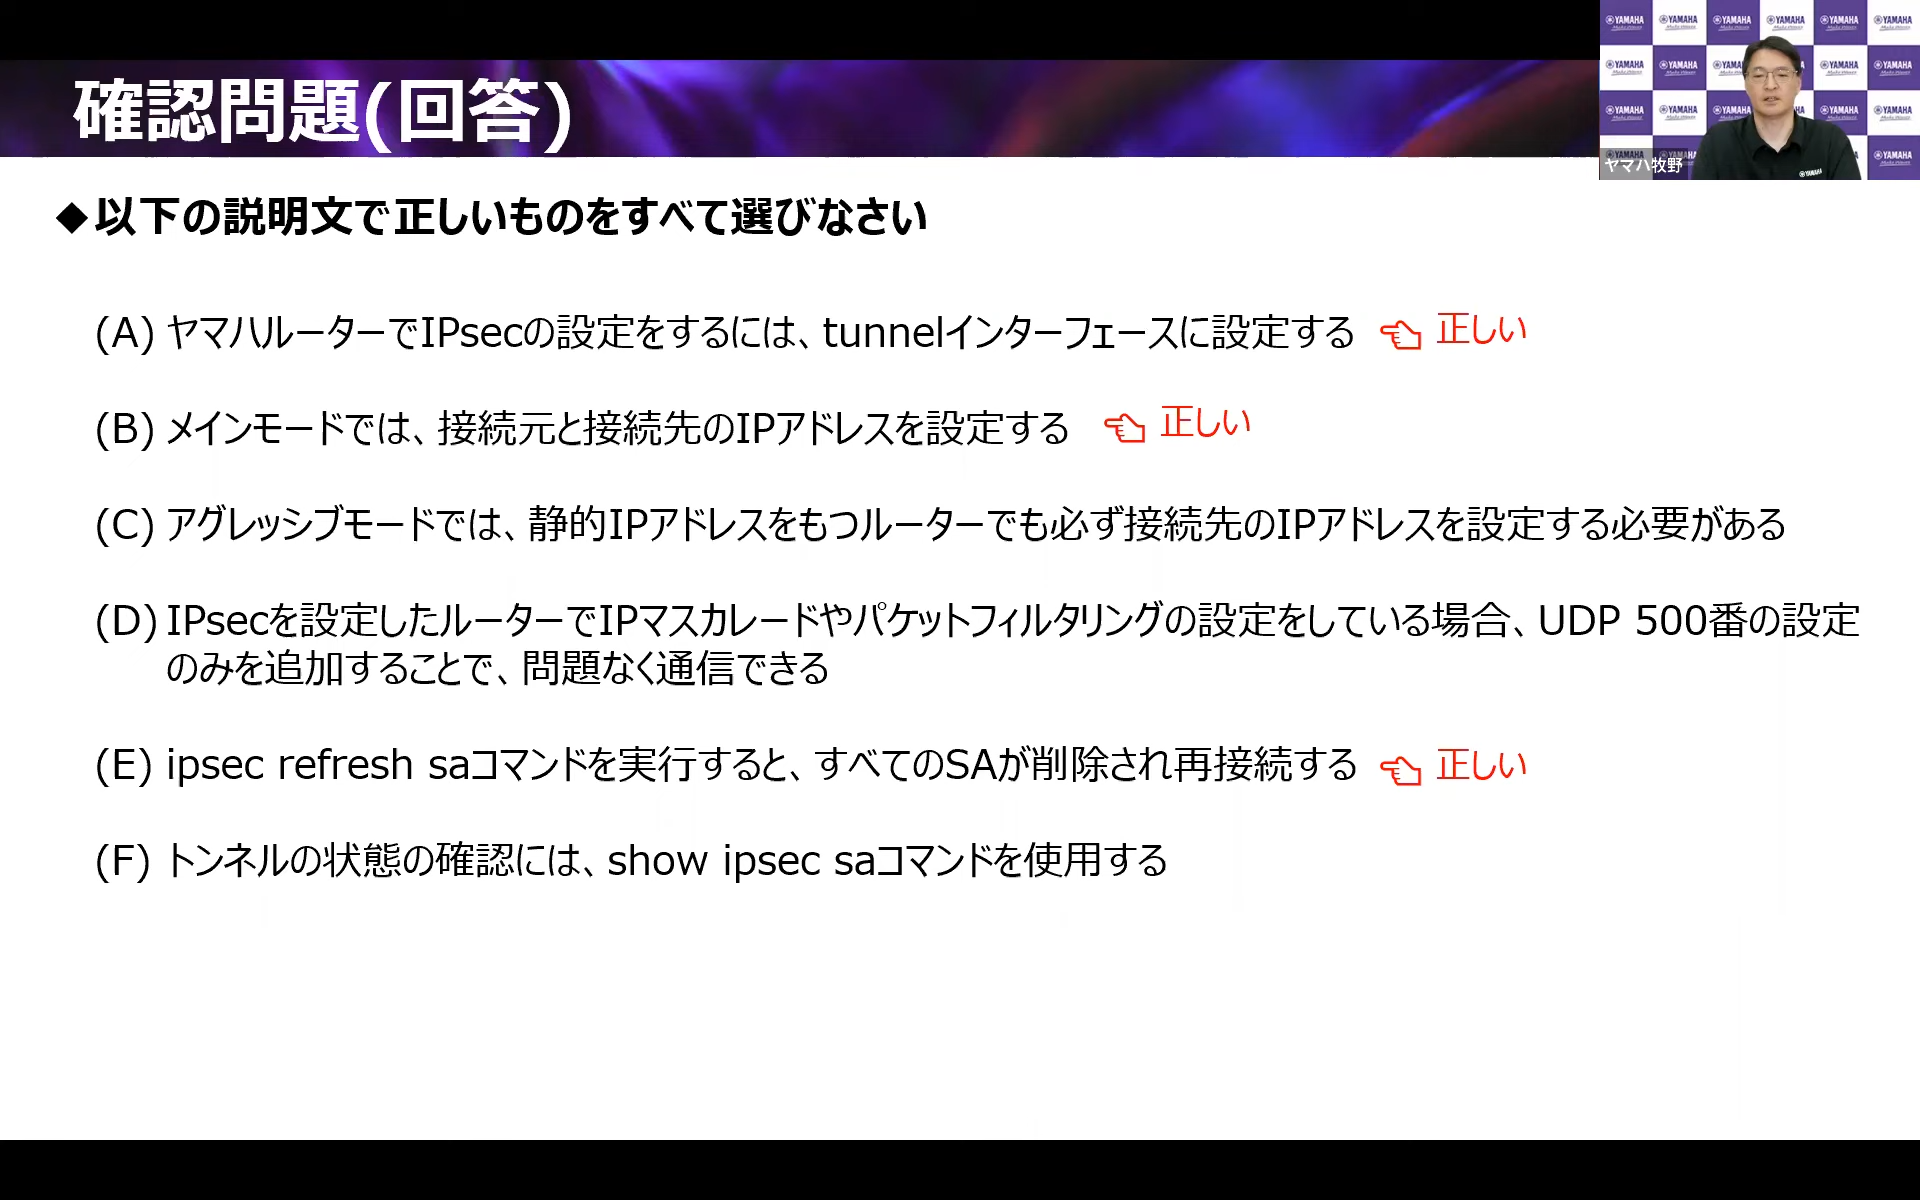 確認問題(回答)
◆以下の説明文で正しいものをすべて選びなさい
(A) ヤマハルーターでIPsecの設定をするには、tunnelインターフェースに設定する 正しい
(B) メインモードでは、接続元と接続先のIPアドレスを設定する 正しい
(C) アグレッシブモードでは、静的IPアドレスをもつルーターでも必ず接続先のIPアドレスを設定する必要がある
(D) IPsecを設定したルーターでIPマスカレードやパケットフィルタリングの設定をしている場合、UDP 500番の設定
のみを追加することで、問題なく通信できる
(E) ipsec refresh saコマンドを実行すると、すべてのSAが削除され再接続する 正しい
(F) トンネルの状態の確認には、show ipsec saコマンドを使用する
YAMAHA YAMAHA YAMAHA YAMAHA YAMAHA YAMAHA
Make Waves
ヤマハ牧野